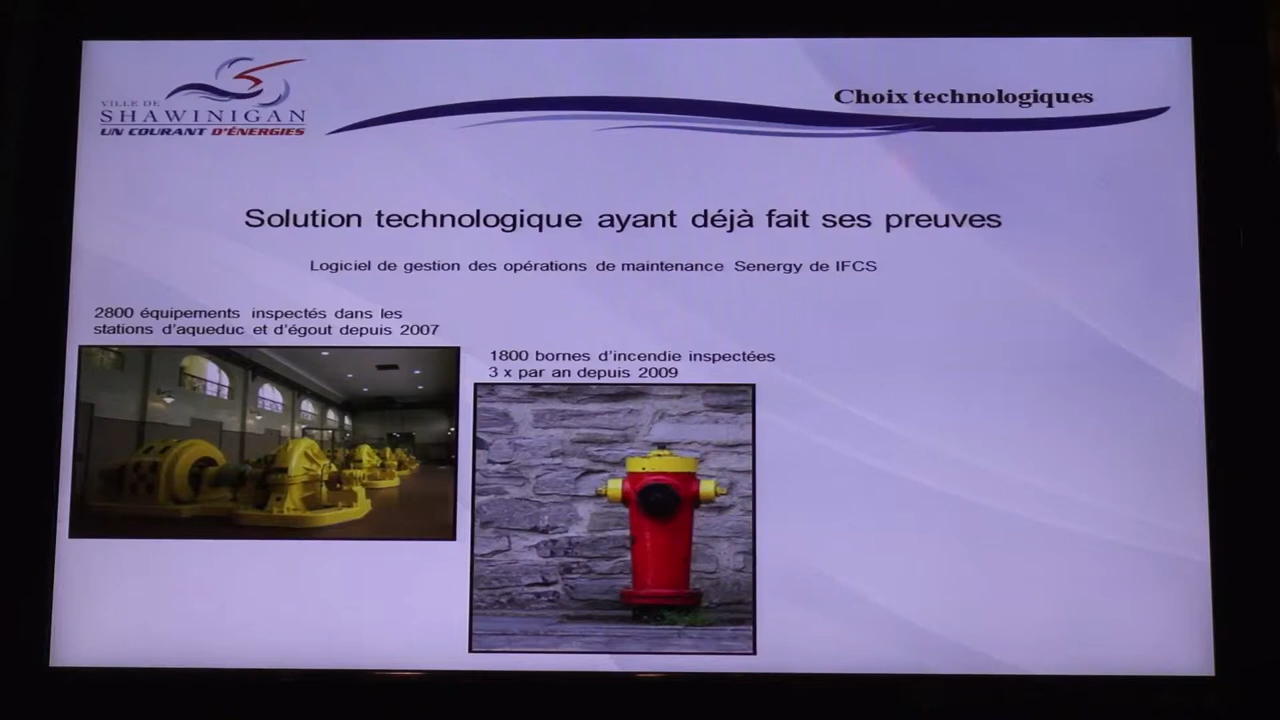 VILLE DE
SHAWINIGAN
UN COURANT D'ÉNERGIES
Choix technologiques
Solution technologique ayant déjà fait ses preuves
Logiciel de gestion des opérations de maintenance Senergy de IFCS
2800 équipements inspectés dans les
stations d'aqueduc et d'égout depuis 2007
1800 bornes d'incendie inspectées
3 x par an depuis 2009